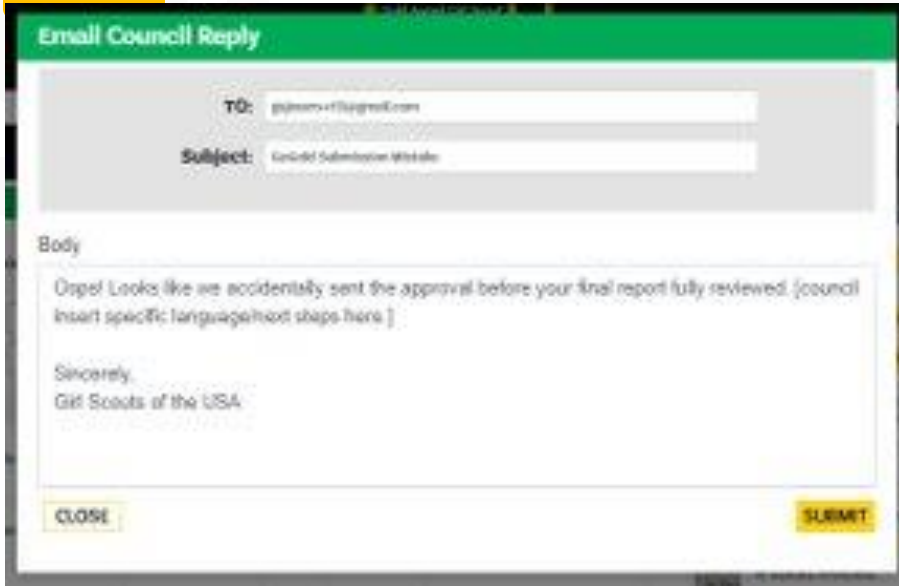 Email Council Reply
TO:
Subject: GoGold Submission Mistake
Body
Oops! Looks like we accidentally sent the approval before your final report fully reviewed. [council
insert specific language/next steps here ]
Sincerely,
Girl Scouts of the USA
CLOSE
SUBMIT